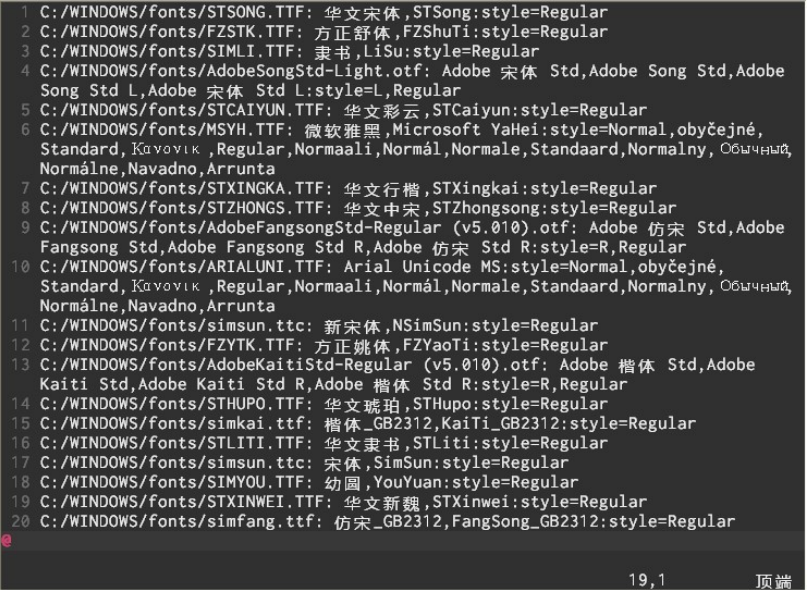 1 C:/WINDOWS/fonts/STSONG.TTF: 华文宋体,STSong:style=Regular
2 C:/WINDOWS/fonts/FZSTK.TTF: 方正舒体,FZShuTi:style=Regular
3 C:/WINDOWS/fonts/SIMLI.TTF: 隶书,LiSu:style=Regular
4 C:/WINDOWS/fonts/AdobeSongStd-Light.otf: Adobe 宋体 Std,Adobe Song Std,Adobe
Song Std L,Adobe 宋体 Std L:style=L,Regular
5 C:/WINDOWS/fonts/STCAIYUN.TTF: 华文彩云,STCaiyun:style=Regular
6 C:/WINDOWS/fonts/MSYH.TTF: 微软雅黑,Microsoft YaHei:style=Normal,obyčejné,
Standard,Κανονικ ,Regular,Normaali,Normál,Normale,Standaard,Normalny,Обычный,
Normálne,Navadno,Arrunta
7 C:/WINDOWS/fonts/STXINGKA.TTF: 华文行楷,STXingkai:style=Regular
8 C:/WINDOWS/fonts/STZHONGS.TTF: 华文中宋,STZhongsong:style=Regular
9 C:/WINDOWS/fonts/AdobeFangsongStd-Regular (v5.010).otf: Adobe 仿宋 Std,Adobe
Fangsong Std,Adobe Fangsong Std R,Adobe 仿宋 Std R:style=R,Regular
10 C:/WINDOWS/fonts/ARIALUNI.TTF: Arial Unicode MS:style=Normal,obyčejné,
Standard,Κανονικ ,Regular,Normaali,Normál,Normale,Standaard,Normalny,Обычный,
Normálne,Navadno,Arrunta
11 C:/WINDOWS/fonts/simsun.ttc: 新宋体,NSimSun:style=Regular
12 C:/WINDOWS/fonts/FZYTK.TTF: 方正姚体,FZYaoTi:style=Regular
13 C:/WINDOWS/fonts/AdobeKaitiStd-Regular (v5.010).otf: Adobe 楷体 Std,Adobe
Kaiti Std,Adobe Kaiti Std R,Adobe 楷体 Std R:style=R,Regular
14 C:/WINDOWS/fonts/STHUPO.TTF: 华文琥珀,STHupo:style=Regular
15 C:/WINDOWS/fonts/simkai.ttf: 楷体_GB2312,KaiTi_GB2312:style=Regular
16 C:/WINDOWS/fonts/STLITI.TTF: 华文隶书,STLiti:style=Regular
17 C:/WINDOWS/fonts/simsun.ttc: 宋体,SimSun:style=Regular
18 C:/WINDOWS/fonts/SIMYOU.TTF: 幼圆,YouYuan:style=Regular
19 C:/WINDOWS/fonts/STXINWEI.TTF: 华文新魏,STXinwei:style=Regular
20 C:/WINDOWS/fonts/simfang.ttf: 仿宋_GB2312,FangSong_GB2312:style=Regular
@
19,1 顶端